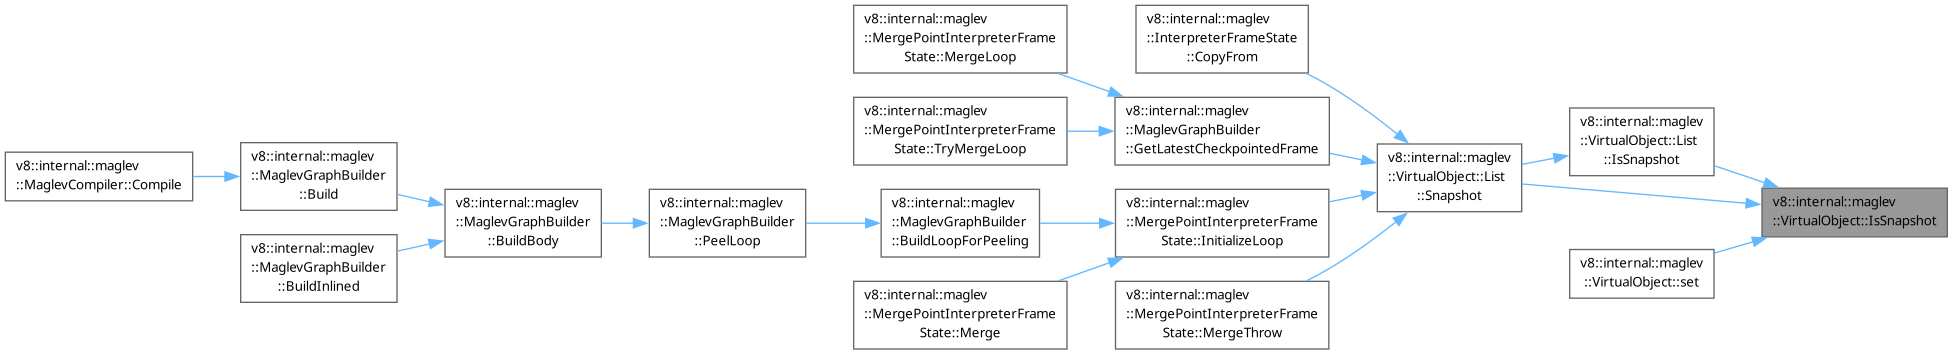 v8::internal::maglev
::MaglevCompiler::Compile
v8::internal::maglev
::MaglevGraphBuilder
::Build
v8::internal::maglev
::MaglevGraphBuilder
::BuildInlined
v8::internal::maglev
::MaglevGraphBuilder
::BuildBody
v8::internal::maglev
::MaglevGraphBuilder
::PeelLoop
v8::internal::maglev
::MergePointInterpreterFrame
State::MergeLoop
v8::internal::maglev
::MergePointInterpreterFrame
State::TryMergeLoop
v8::internal::maglev
::MaglevGraphBuilder
::BuildLoopForPeeling
v8::internal::maglev
::MergePointInterpreterFrame
State::Merge
v8::internal::maglev
::InterpreterFrameState
::CopyFrom
v8::internal::maglev
::MaglevGraphBuilder
::GetLatestCheckpointedFrame
v8::internal::maglev
::MergePointInterpreterFrame
State::InitializeLoop
v8::internal::maglev
::MergePointInterpreterFrame
State::MergeThrow
v8::internal::maglev
::VirtualObject::List
::Snapshot
v8::internal::maglev
::VirtualObject::List
::IsSnapshot
v8::internal::maglev
::VirtualObject::set
v8::internal::maglev
::VirtualObject::IsSnapshot